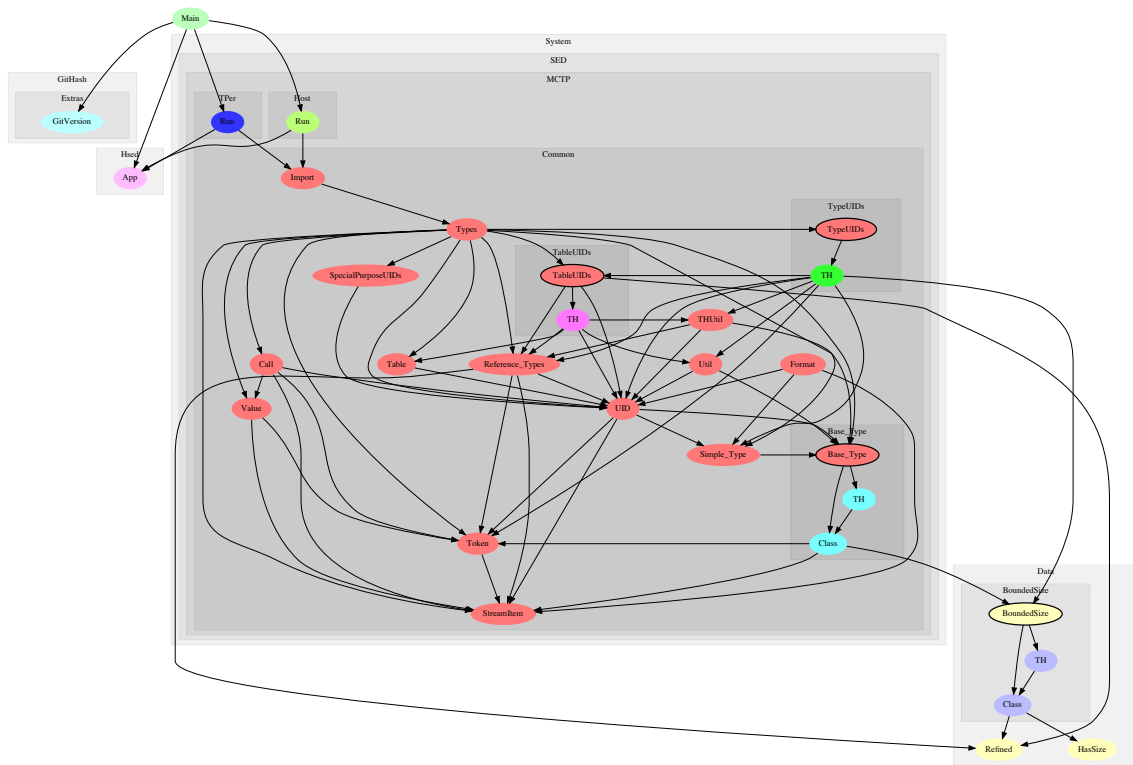 Main
System
SED
GitHash
MCTP
Extras
TPer
Host
GitVersion
Run
Run
Hsed
Common
App
Import
TypeUIDs
Types
TypeUIDs
TableUIDs
SpecialPurposeUIDs
TableUIDs
TH
TH
THUtil
Call
Table
Reference_Types
Util
Format
Value
UID
Base_Type
Simple_Type
Base_Type
TH
Token
Class
Data
BoundedSize
StreamItem
BoundedSize
TH
Class
Refined
HasSize